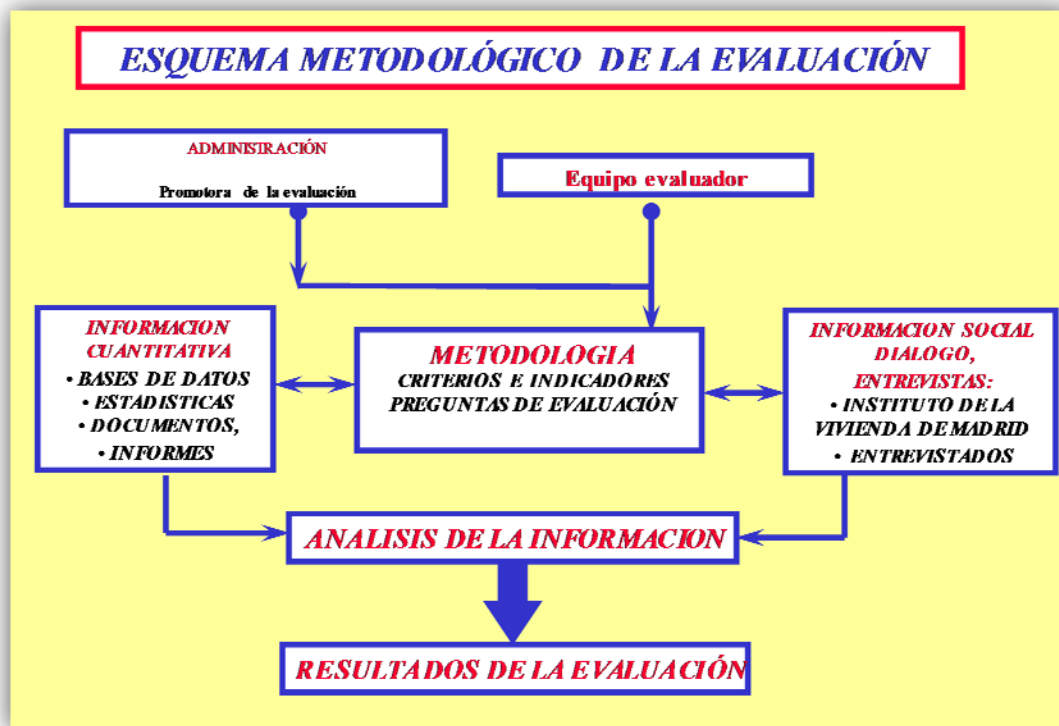 ESQUEMA METODOLÓGICO DE LA EVALUACIÓN
ADMINISTRACIÓN
Promotora de la evaluación
Equipo evaluador
INFORMACION
CUANTITATIVA
• BASES DE DATOS
• ESTADISTICAS
• DOCUMENTOS,
• INFORMES
METODOLOGIA
CRITERIOS E INDICADORES
PREGUNTAS DE EVALUACIÓN
INFORMACION SOCIAL
DIALOGO,
ENTREVISTAS:
• INSTITUTO DE LA
VIVIENDA DE MADRID
• ENTREVISTADOS
ANALISIS DE LA INFORMACION
RESULTADOS DE LA EVALUACIÓN